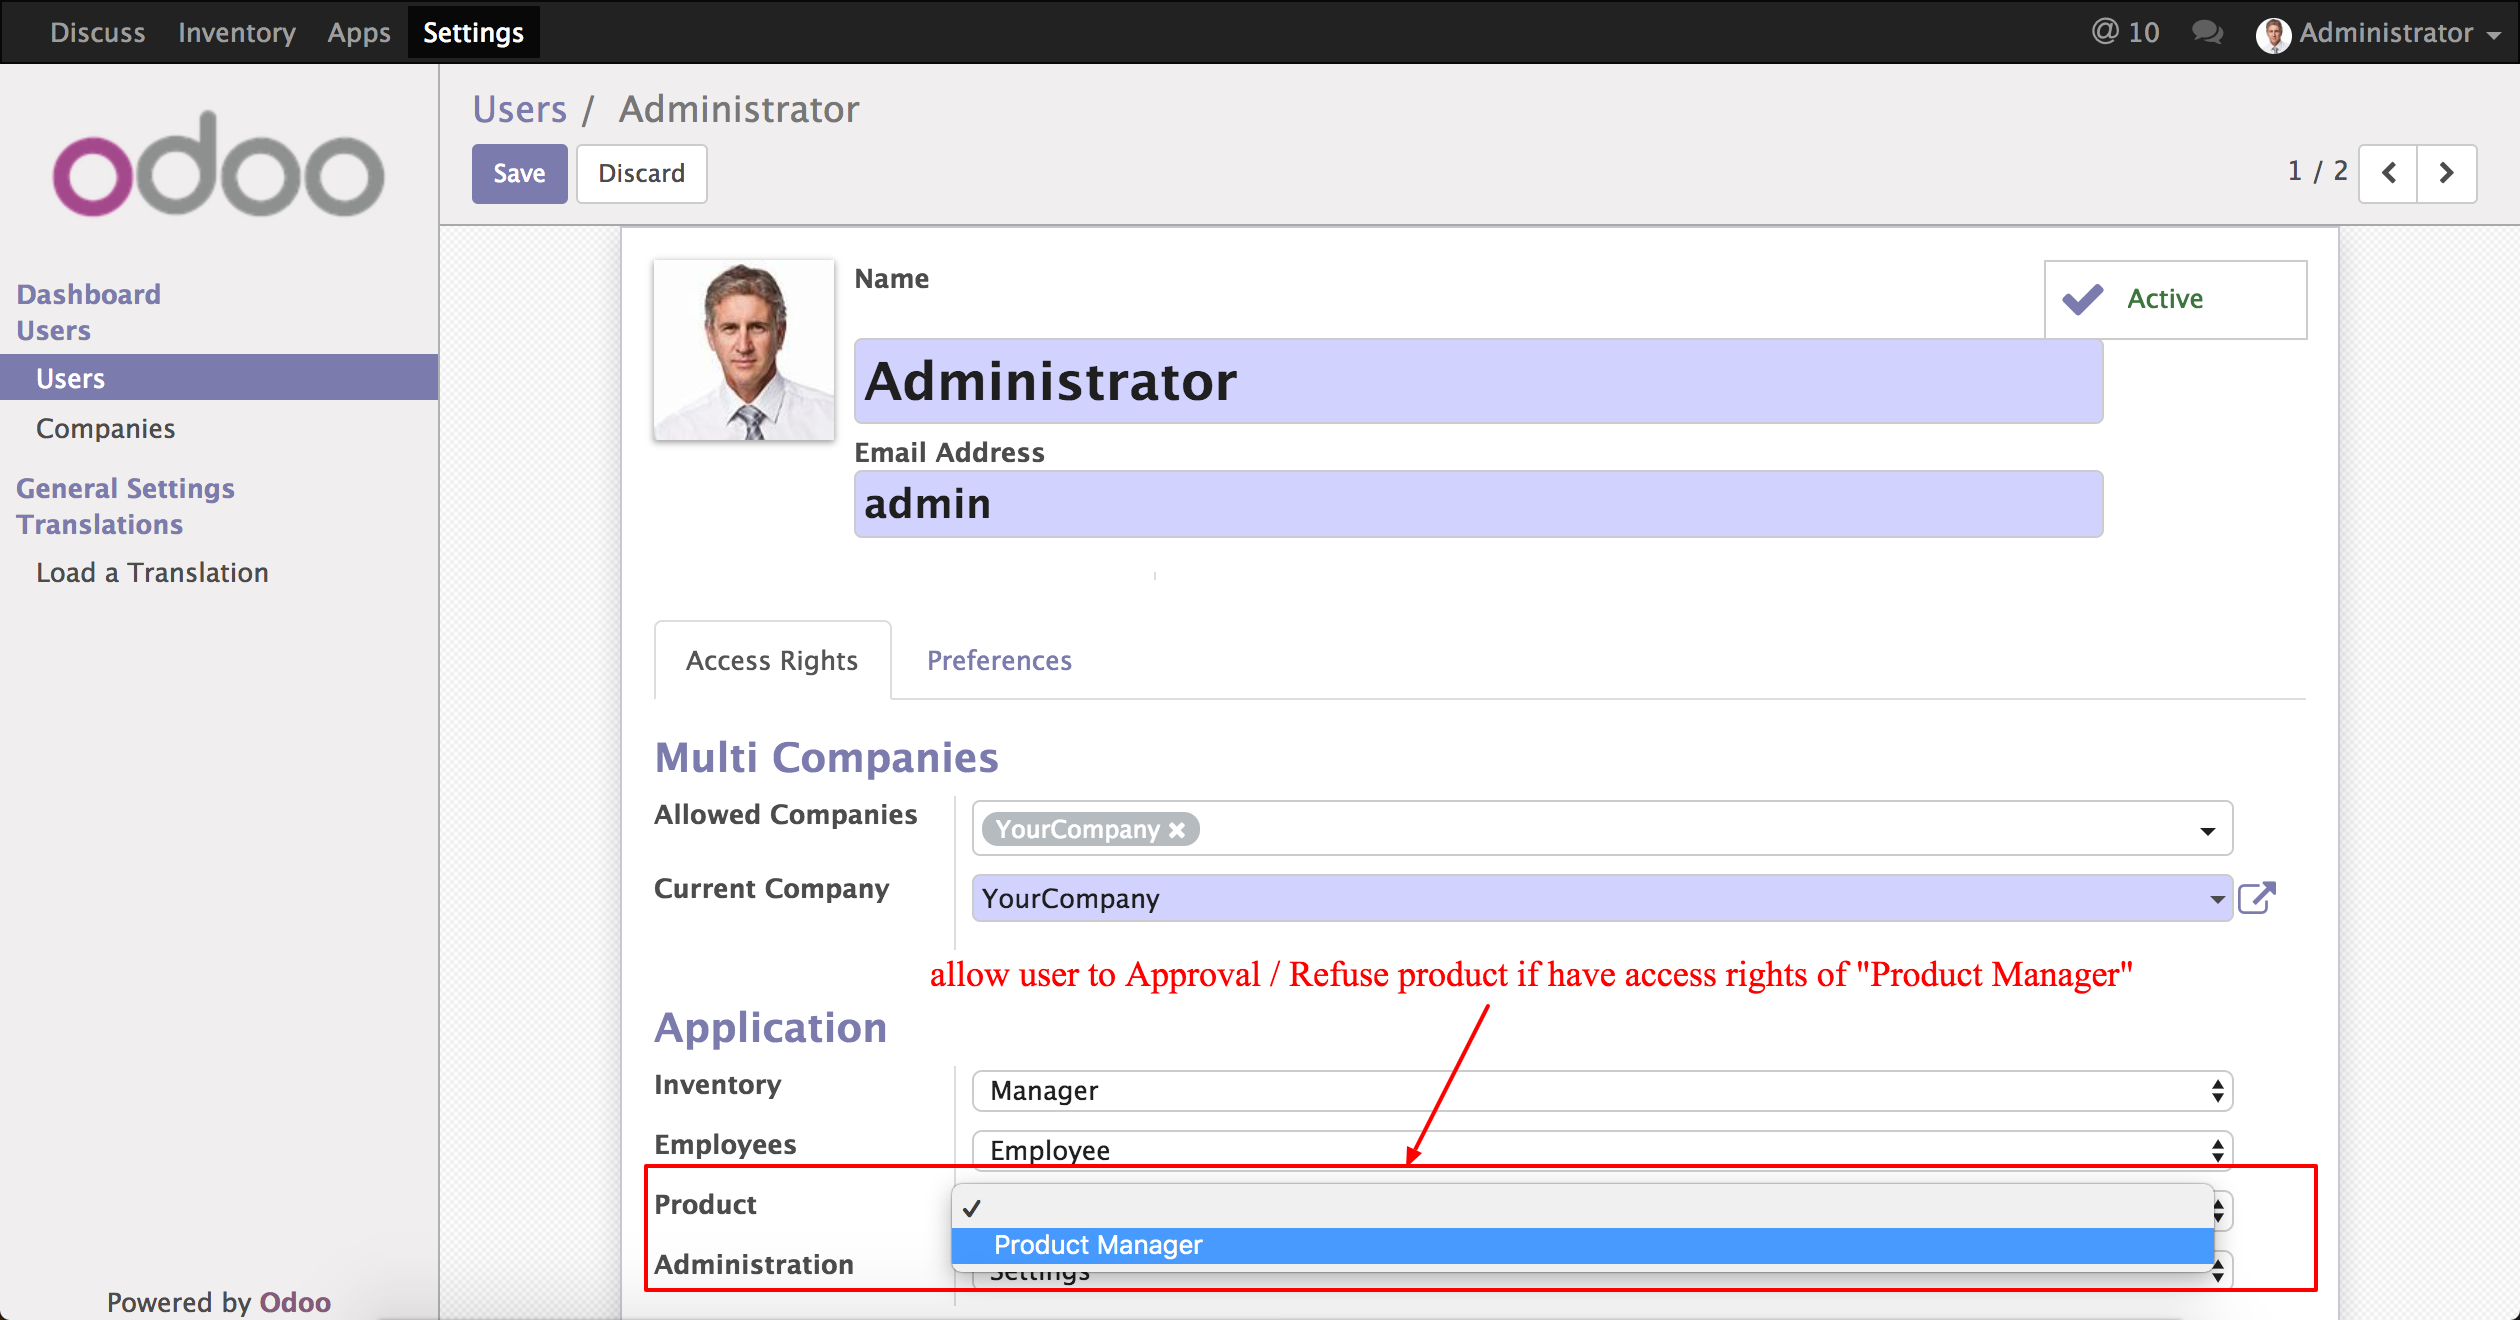 Discuss Inventory Apps Settings @ 10 Administrator
odoo
Users / Administrator
Save Discard
1 / 2
Dashboard
Users
Users
Companies
General Settings
Translations
Load a Translation
Powered by Odoo
Name
Active
Administrator
Email Address
admin
Access Rights Preferences
Multi Companies
Allowed Companies YourCompany
Current Company YourCompany
allow user to Approval / Refuse product if have access rights of "Product Manager"
Application
Inventory Manager
Employees Employee
Product
Product Manager
Administration Settings